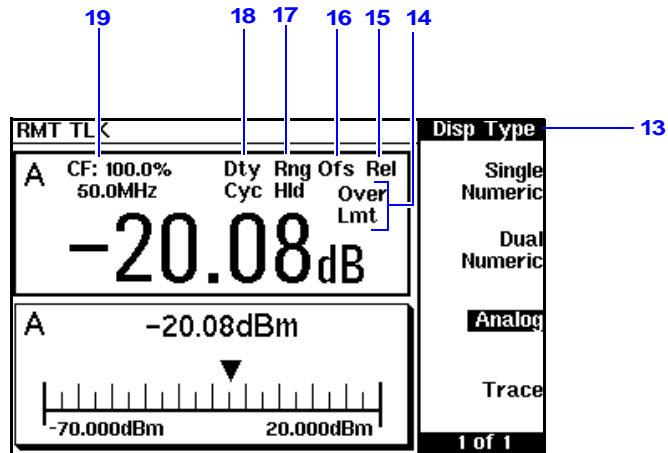 19 18 17 16 15 14
RMT TLK
Disp Type
13
A
CF: 100.0%
50.0MHz
Dty Rng Ofs Rel
Cyc Hld Over
Lmt
-20.08dB
A
-20.08dBm
-70.000dBm 20.000dBm
Single
Numeric
Dual
Numeric
Analog
Trace
1 of 1